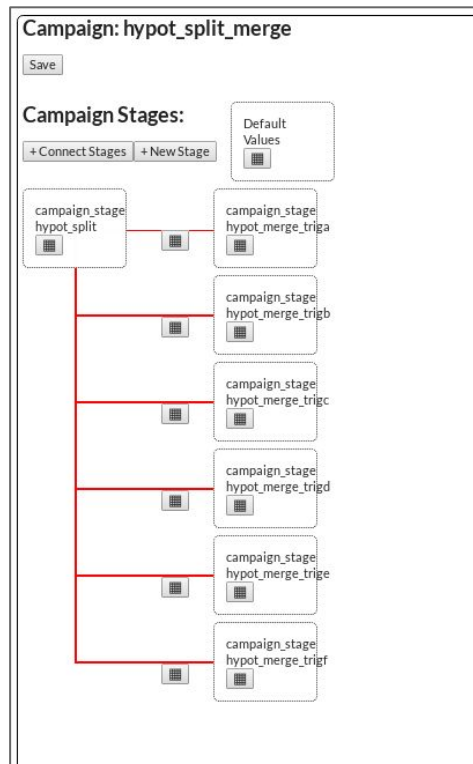 Campaign: hypot_split_merge
Save
Campaign Stages:
+Connect Stages
+New Stage
Default
Values
campaign_stage
hypot_split
campaign_stage
hypot_merge_triga
campaign_stage
hypot_merge_trigb
campaign_stage
hypot_merge_trigc
campaign_stage
hypot_merge_trigd
campaign_stage
hypot_merge_trige
campaign_stage
hypot_merge_trigf